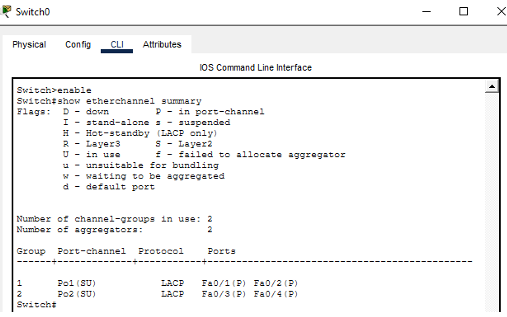 Switch0
Physical Config CLI Attributes
IOS Command Line Interface
Switch>enable
Switch#show etherchannel summary
Flags:  D - down        P - in port-channel
        I - stand-alone s - suspended
        H - Hot-standby (LACP only)
        R - Layer3      S - Layer2
        U - in use      f - failed to allocate aggregator
        u - unsuitable for bundling
        w - waiting to be aggregated
        d - default port
Number of channel-groups in use: 2
Number of aggregators:           2
Group  Port-channel  Protocol    Ports
------+-------------+-----------+----------------------------------------------
1      Po1(SU)           LACP   Fa0/1(P) Fa0/2(P)
2      Po2(SU)           LACP   Fa0/3(P) Fa0/4(P)
Switch#